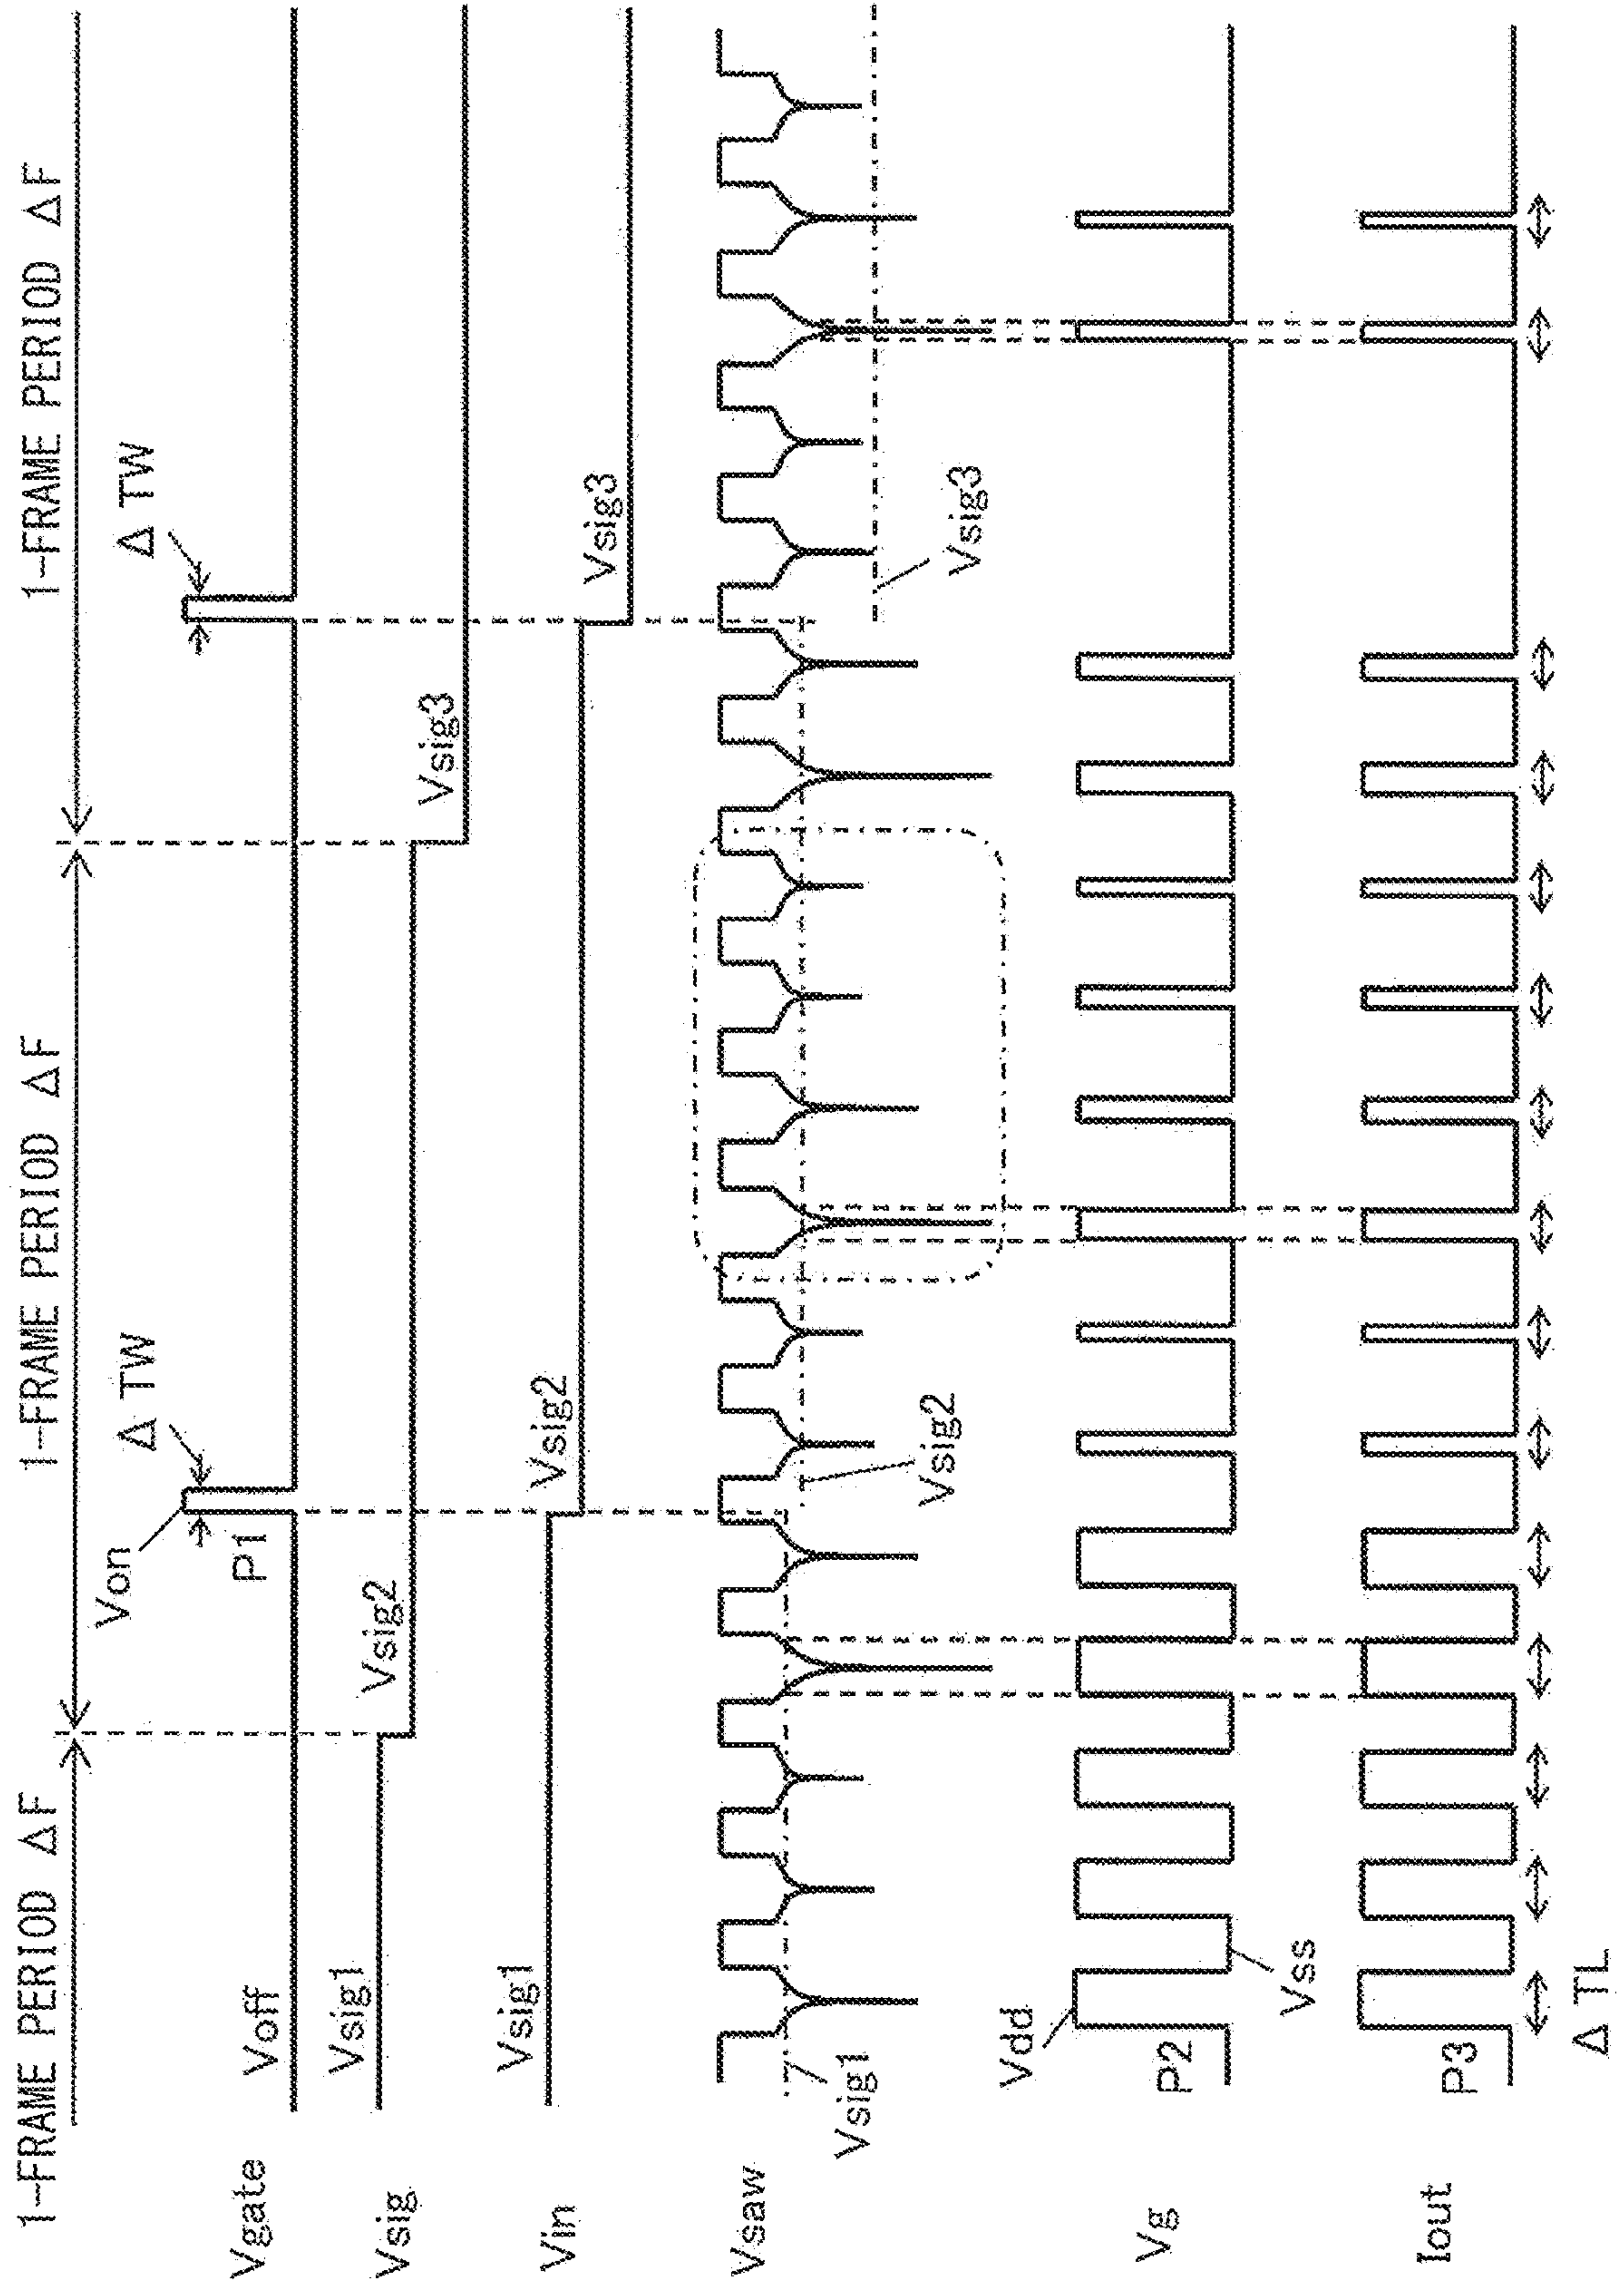 1-FRAME PERIOD ΔF
1-FRAME PERIOD ΔF
1-FRAME PERIOD ΔF
Vgate
Voff
Von
P1
Δ TW
Δ TW
Vsig
Vsig1
Vsig2
Vsig3
Vin
Vsig1
Vsig2
Vsig3
Vsaw
Vsig1
Vsig2
Vsig3
Vg
P2
Vdd
Vss
Iout
P3
Δ TL